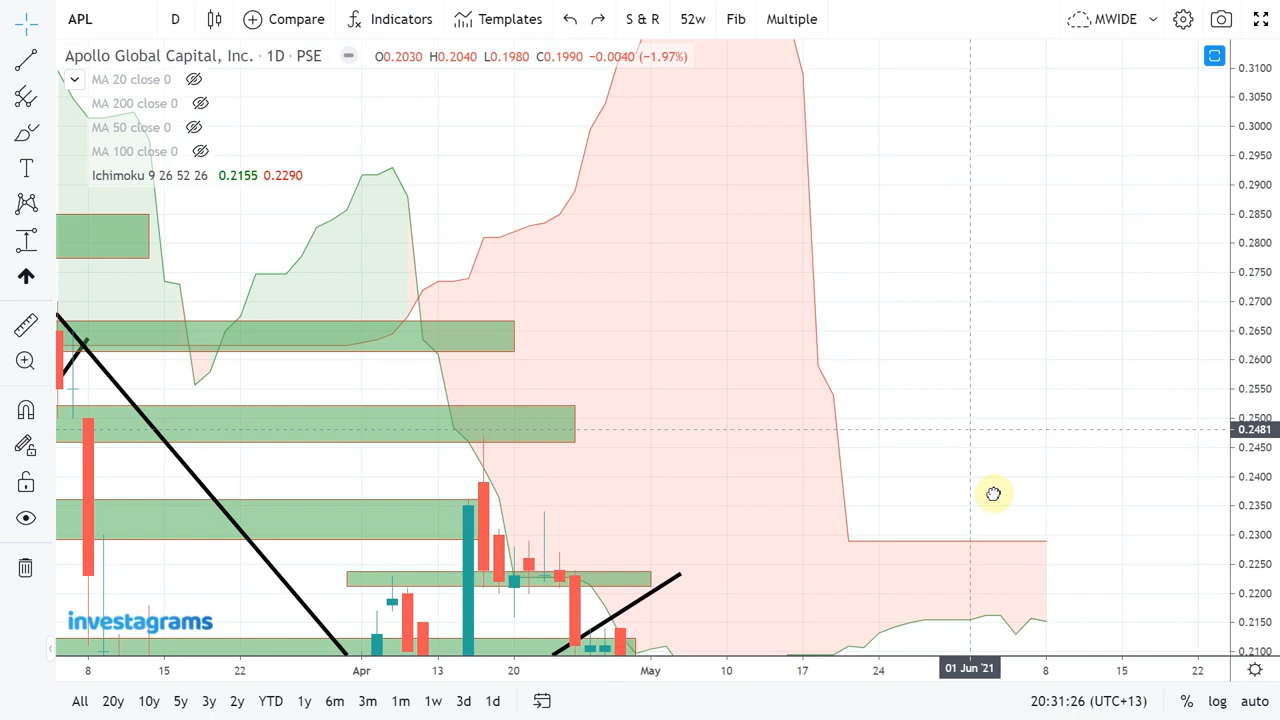 APL D Compare Indicators Templates S & R 52w Fib Multiple MWIDE
Apollo Global Capital, Inc. · 1D · PSE O0.2030 H0.2040 L0.1980 C0.1990 −0.0040 (−1.97%)
MA 20 close 0
MA 200 close 0
MA 50 close 0
MA 100 close 0
Ichimoku 9 26 52 26 0.2155 0.2290
0.3100
0.3050
0.3000
0.2950
0.2900
0.2850
0.2800
0.2750
0.2700
0.2650
0.2600
0.2550
0.2500
0.2481
0.2450
0.2400
0.2350
0.2300
0.2250
0.2200
0.2150
0.2100
investagrams
8 15 22 Apr 13 20 May 10 17 24 01 Jun '21 8 15 22
All 20y 10y 5y 3y 2y YTD 1y 6m 3m 1m 1w 3d 1d 20:31:26 (UTC+13) % log auto